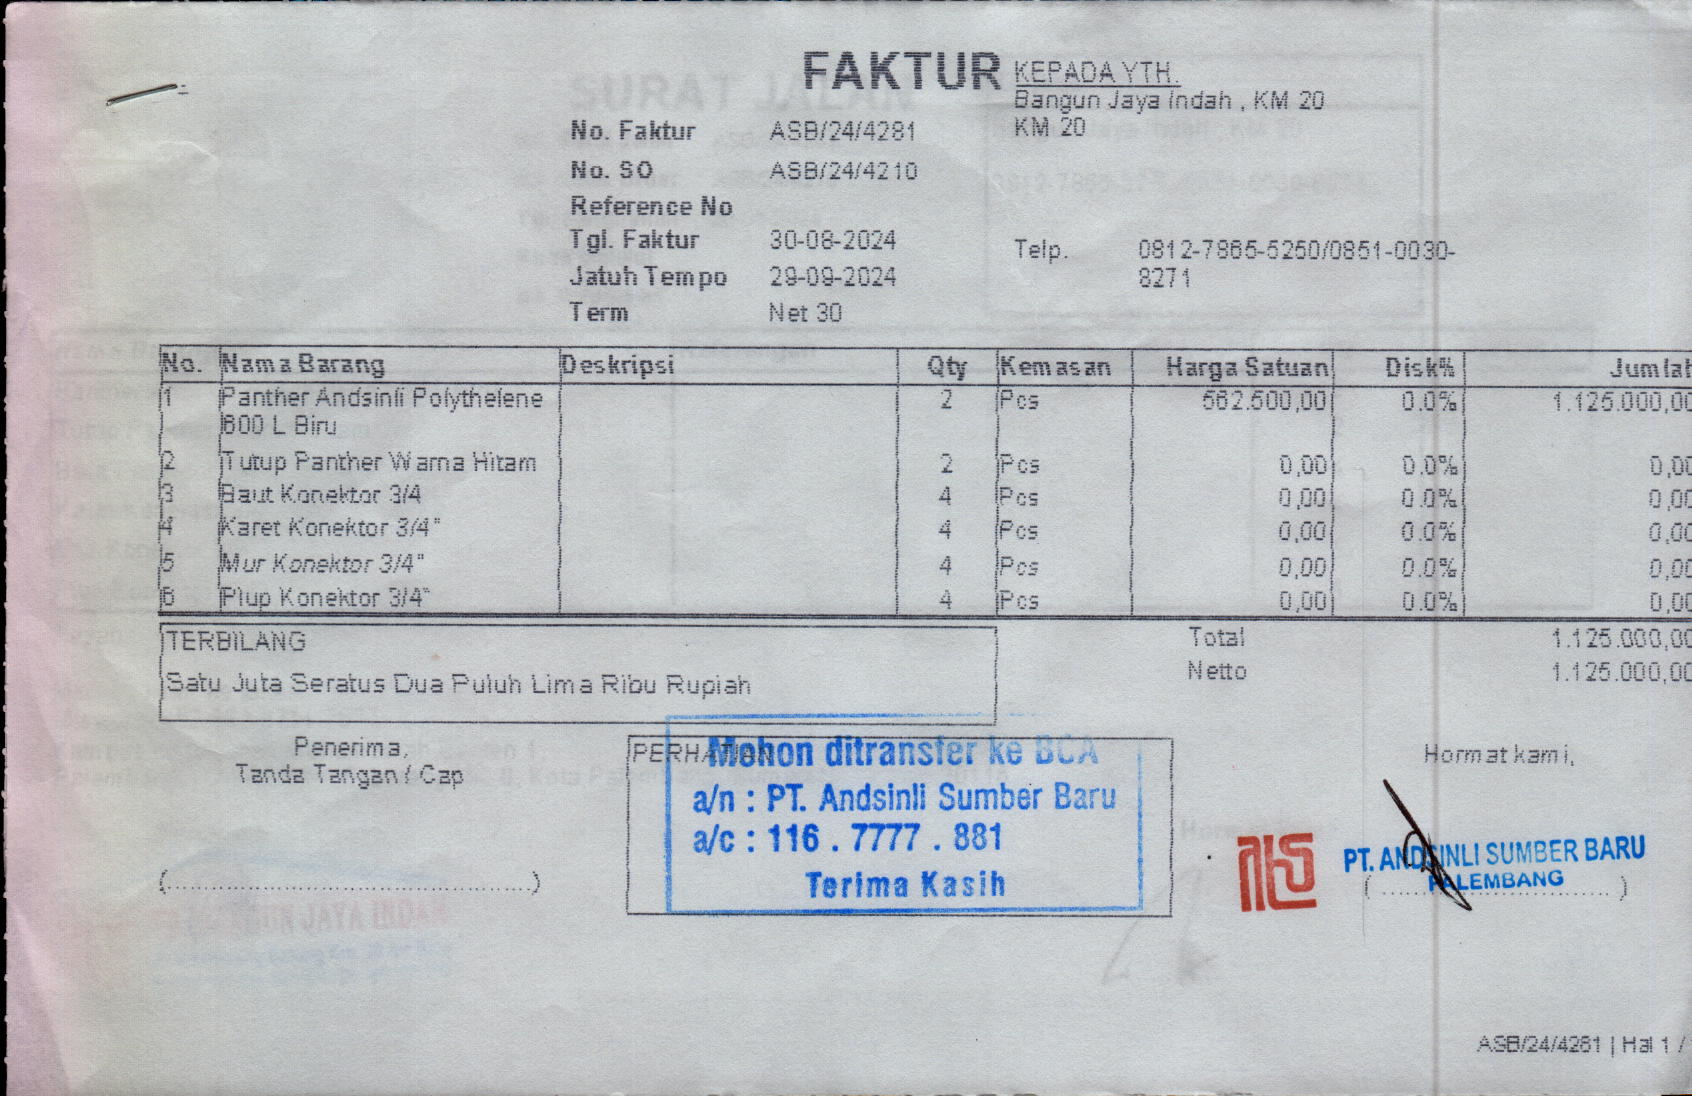 FAKTUR
KEPADA YTH.
Bangun Jaya Indah , KM 20
KM 20
No. Faktur ASB/24/4281
No. SO ASB/24/4210
Reference No
Tgl. Faktur 30-08-2024
Telp. 0812-7865-5250/0851-0030-
8271
Jatuh Tempo 29-09-2024
Term Net 30
No. Nama Barang Deskripsi Qty Kemasan Harga Satuan Disk% Jumlah
1 Panther Andsinli Polythelene 2 Pcs 562.500,00 0.0% 1.125.000,00
600 L Biru
2 Tutup Panther Warna Hitam 2 Pcs 0,00 0.0% 0,00
3 Baut Konektor 3/4 4 Pcs 0,00 0.0% 0,00
4 Karet Konektor 3/4" 4 Pcs 0,00 0.0% 0,00
5 Mur Konektor 3/4" 4 Pcs 0,00 0.0% 0,00
6 Plup Konektor 3/4" 4 Pcs 0,00 0.0% 0,00
TERBILANG
Satu Juta Seratus Dua Puluh Lima Ribu Rupiah
Total 1.125.000,00
Netto 1.125.000,00
Penerima,
Tanda Tangan / Cap
(..........................................................)
PERHATIAN
Mohon ditransfer ke BCA
a/n : PT. Andsinli Sumber Baru
a/c : 116 . 7777 . 881
Terima Kasih
Hormat kami,
PT. ANDSINLI SUMBER BARU
PALEMBANG
(..........................................)
ASB/24/4281 | Hal 1 /
SURAT JALAN